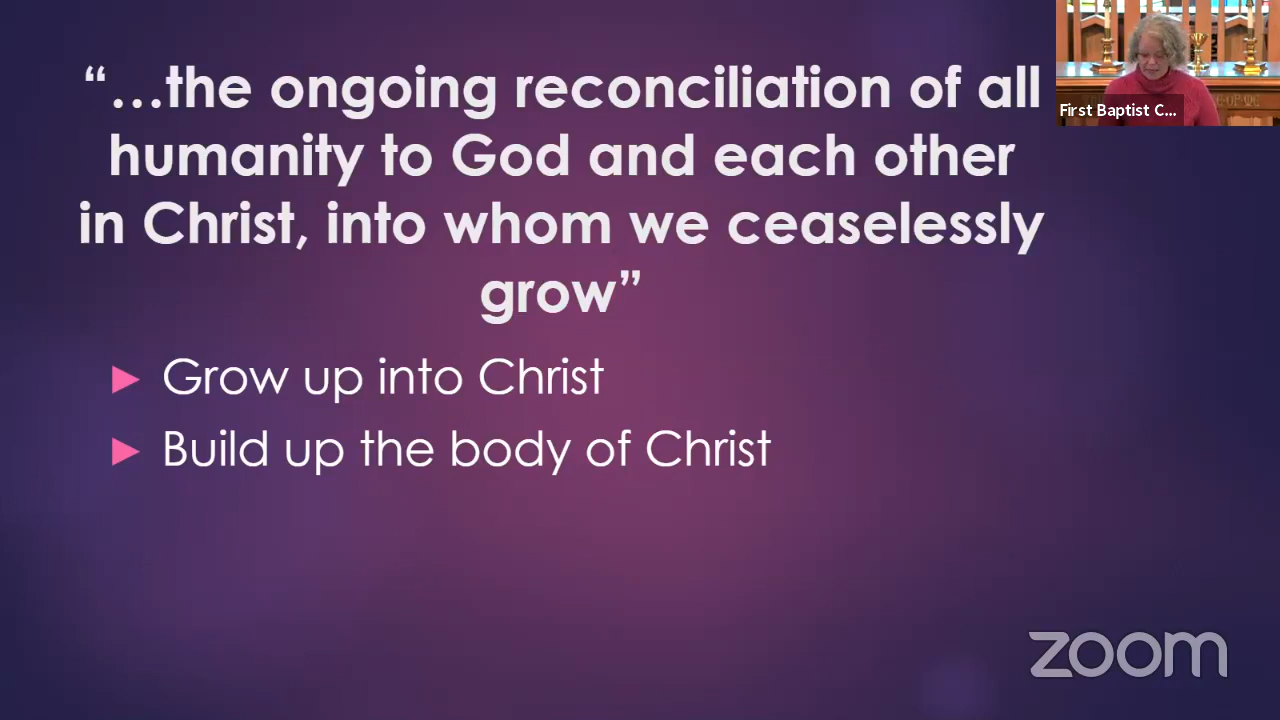 “…the ongoing reconciliation of all
humanity to God and each other
in Christ, into whom we ceaselessly
grow”
Grow up into Christ
Build up the body of Christ
First Baptist C...
zoom